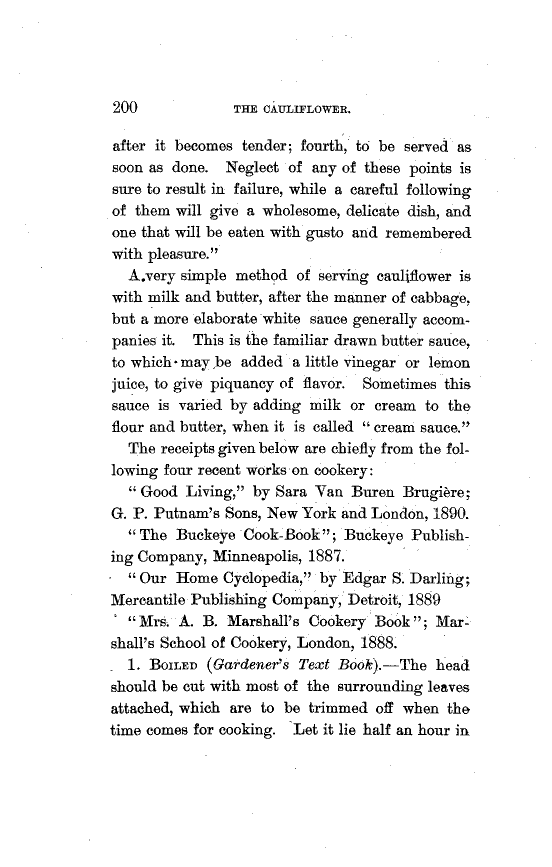 200 THE CAULIFLOWER.
after it becomes tender; fourth, to be served as
soon as done. Neglect of any of these points is
sure to result in failure, while a careful following
of them will give a wholesome, delicate dish, and
one that will be eaten with gusto and remembered
with pleasure."
A very simple method of serving cauliflower is
with milk and butter, after the manner of cabbage,
but a more elaborate white sauce generally accom-
panies it. This is the familiar drawn butter sauce,
to which may be added a little vinegar or lemon
juice, to give piquancy of flavor. Sometimes this
sauce is varied by adding milk or cream to the
flour and butter, when it is called "cream sauce."
The receipts given below are chiefly from the fol-
lowing four recent works on cookery:
"Good Living," by Sara Van Buren Brugière;
G. P. Putnam's Sons, New York and London, 1890.
"The Buckeye Cook-Book"; Buckeye Publish-
ing Company, Minneapolis, 1887.
"Our Home Cyclopedia," by Edgar S. Darling;
Mercantile Publishing Company, Detroit, 1889
"Mrs. A. B. Marshall's Cookery Book"; Mar-
shall's School of Cookery, London, 1888.
1. BOILED (Gardener's Text Book).—The head
should be cut with most of the surrounding leaves
attached, which are to be trimmed off when the
time comes for cooking. Let it lie half an hour in